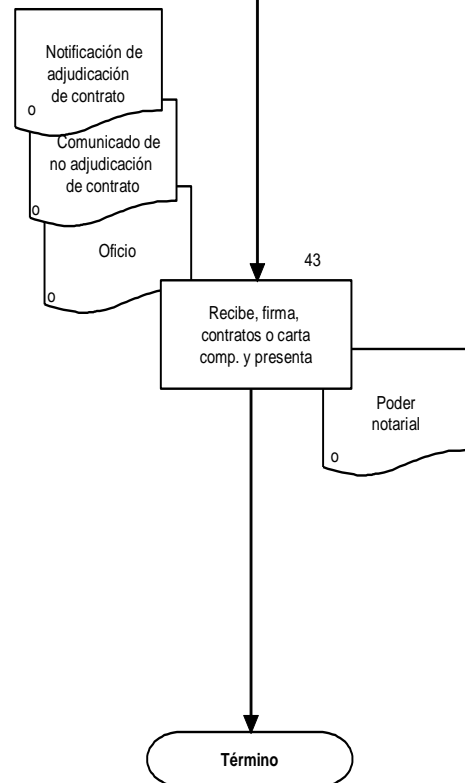 Notificación de
adjudicación
de contrato
o
Comunicado de
no adjudicación
de contrato
o
Oficio
o
43
Recibe, firma,
contratos o carta
comp. y presenta
Poder
notarial
o
Término